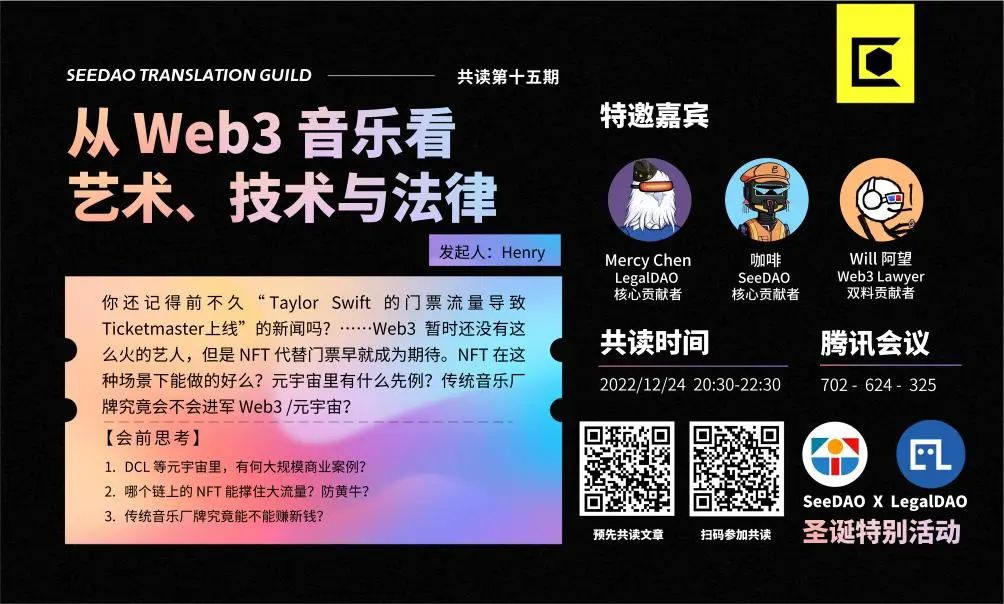 SEEDAO TRANSLATION GUILD
共读第十五期
从 Web3 音乐看
艺术、技术与法律
发起人：Henry
你还记得前不久“Taylor Swift 的门票流量导致
Ticketmaster上线”的新闻吗？……Web3 暂时还没有这
么火的艺人，但是 NFT 代替门票早就成为期待。NFT 在这
种场景下能做的好么？元宇宙里有什么先例？传统音乐厂
牌究竟会不会进军 Web3 /元宇宙？
【会前思考】
1. DCL 等元宇宙里，有何大规模商业案例？
2. 哪个链上的 NFT 能撑住大流量？防黄牛？
3. 传统音乐厂牌究竟能不能赚新钱？
特邀嘉宾
Mercy Chen
LegalDAO
核心贡献者
咖啡
SeeDAO
核心贡献者
Will 阿望
Web3 Lawyer
双料贡献者
共读时间
2022/12/24 20:30-22:30
腾讯会议
702 - 624 - 325
预先共读文章
扫码参加共读
SeeDAO X LegalDAO
圣诞特别活动